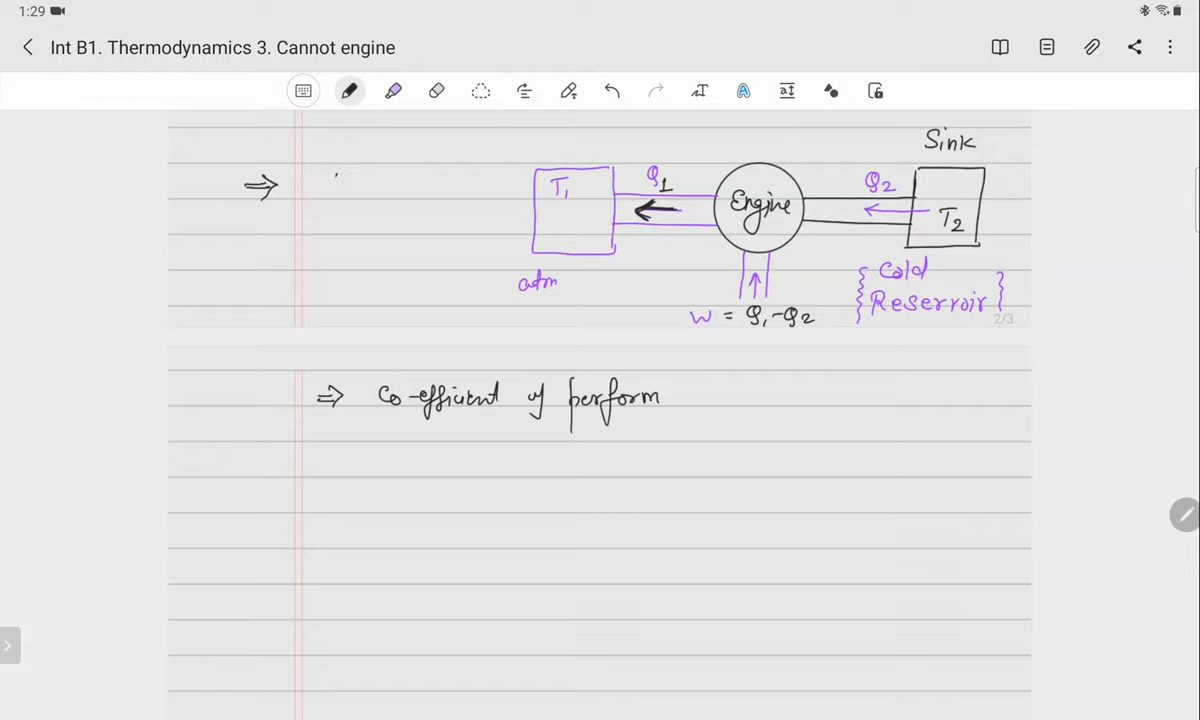 1:29
Int B1. Thermodynamics 3. Cannot engine
Sink
⇒ T1 Q1 Engine Q2 T2
atm
W = Q1-Q2
{ Cold
Reserroir }
2/3
⇒ Co-efficient of perform